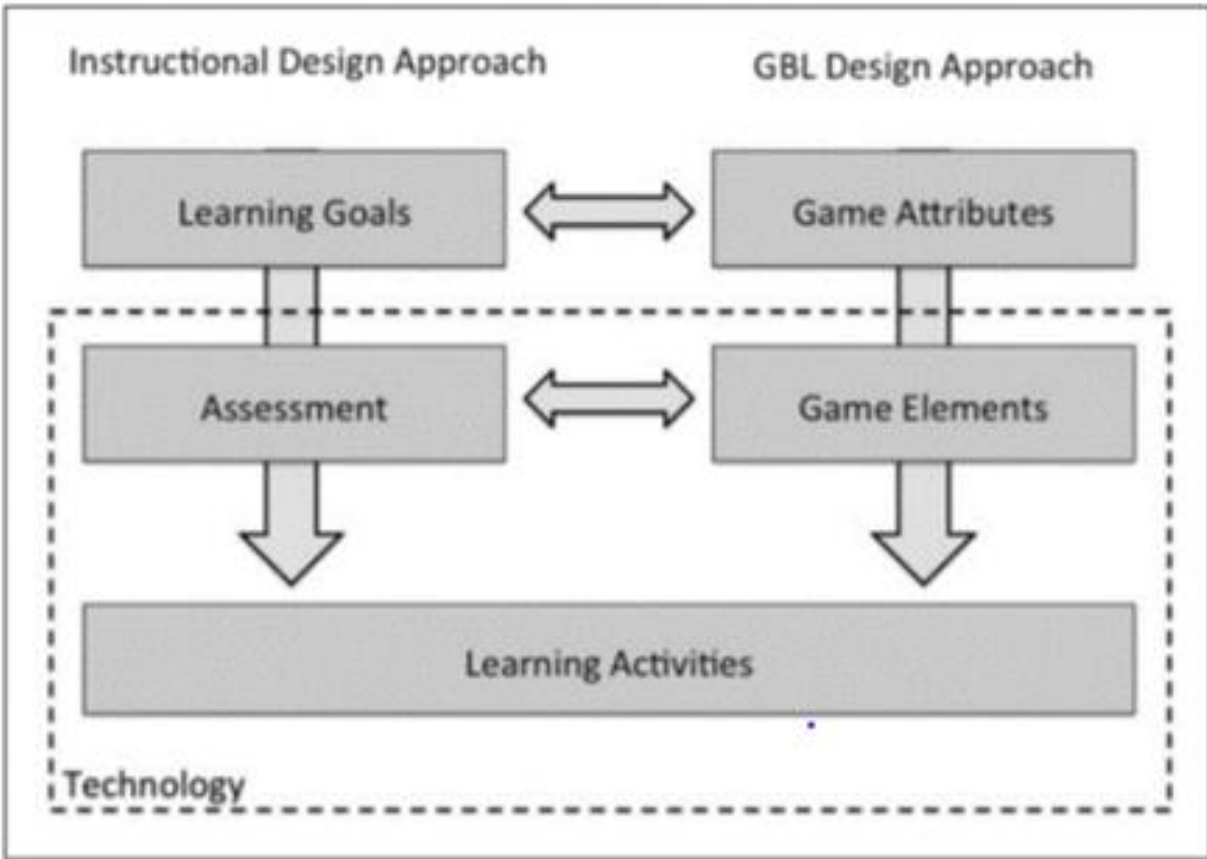 Instructional Design Approach
GBL Design Approach
Learning Goals
Game Attributes
Assessment
Game Elements
Learning Activities
Technology